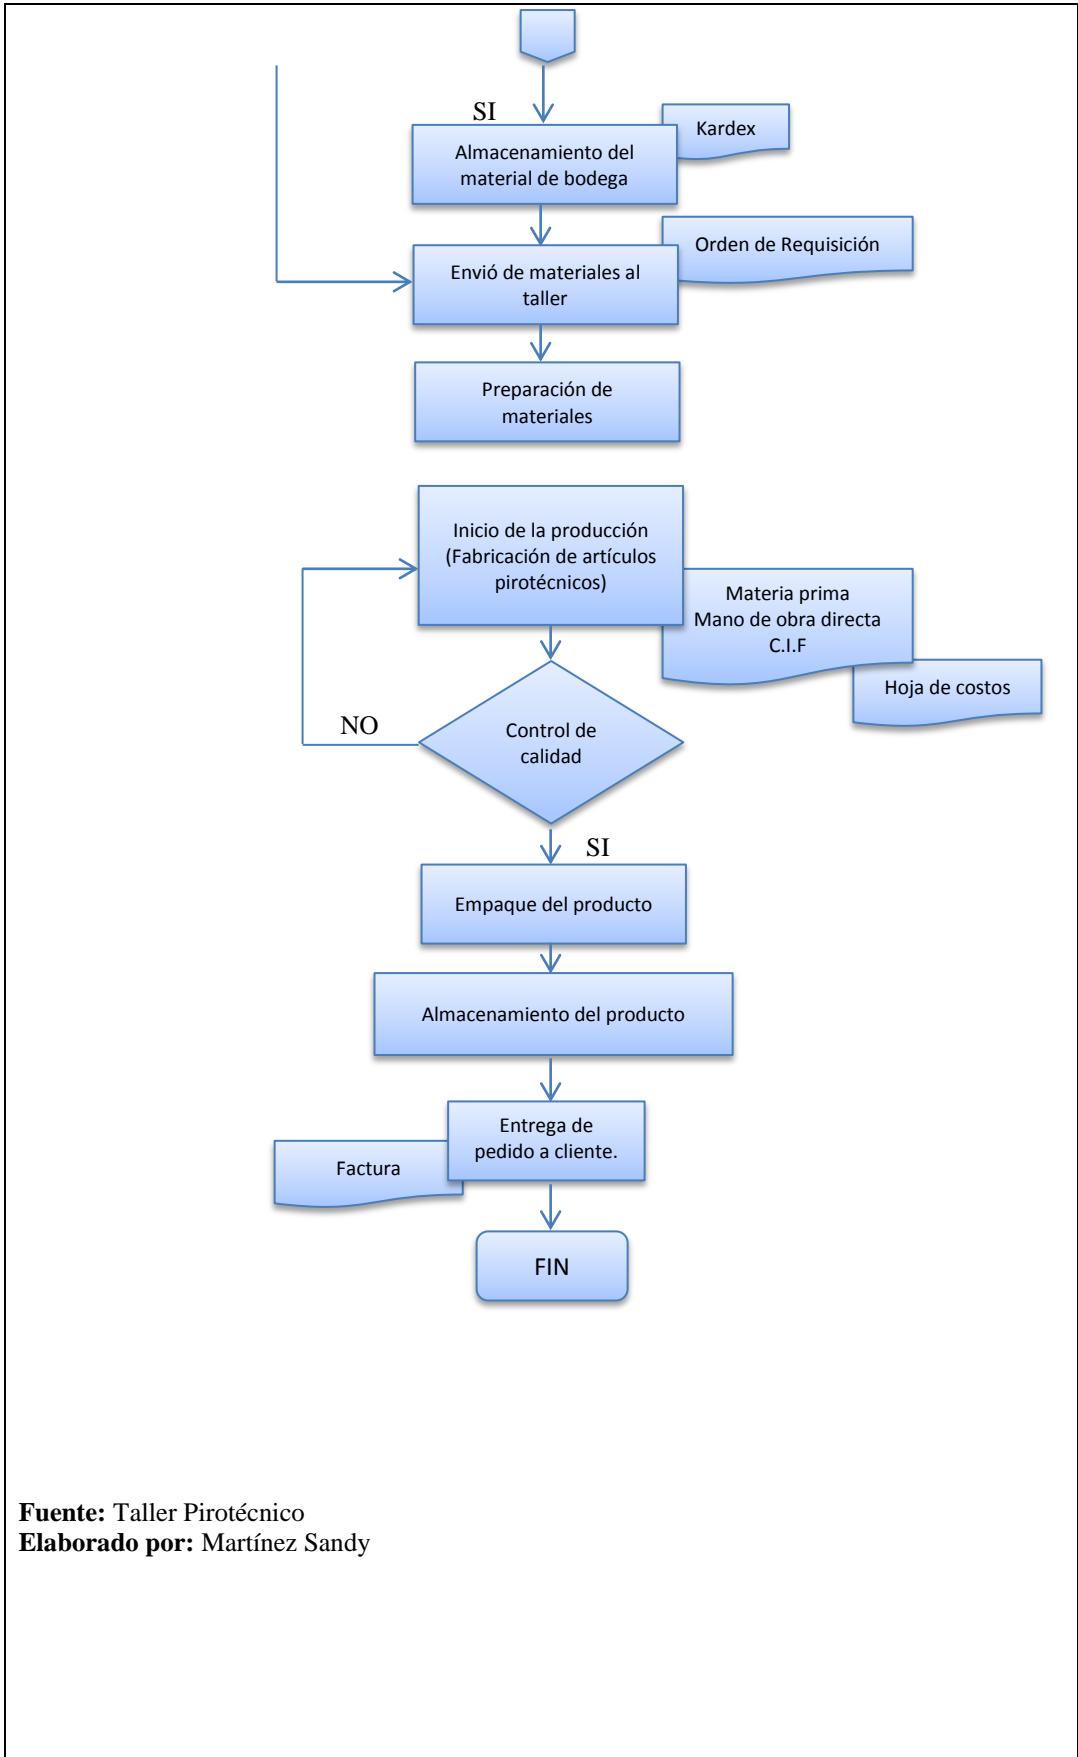 SI
Kardex
Almacenamiento del
material de bodega
Orden de Requisición
Envió de materiales al
taller
Preparación de
materiales
Inicio de la producción
(Fabricación de artículos
pirotécnicos)
Materia prima
Mano de obra directa
C.I.F
Hoja de costos
NO
Control de
calidad
SI
Empaque del producto
Almacenamiento del producto
Entrega de
pedido a cliente.
Factura
FIN
Fuente: Taller Pirotécnico
Elaborado por: Martínez Sandy